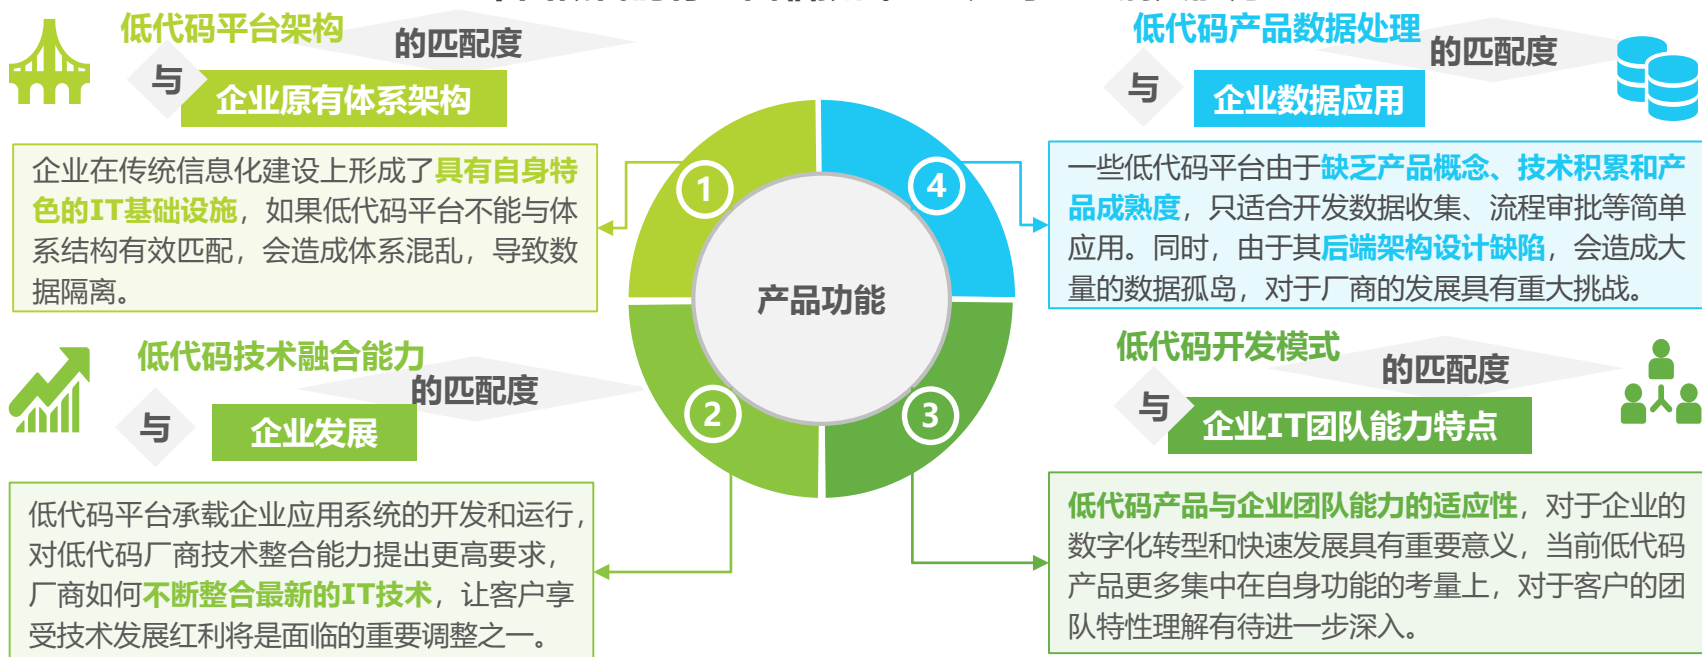 低代码平台架构
的匹配度
与
企业原有体系架构
企业在传统信息化建设上形成了具有自身特
色的IT基础设施，如果低代码平台不能与体
系结构有效匹配，会造成体系混乱，导致数
据隔离。
低代码技术融合能力
的匹配度
与
企业发展
低代码平台承载企业应用系统的开发和运行，
对低代码厂商技术整合能力提出更高要求，
厂商如何不断整合最新的IT技术，让客户享
受技术发展红利将是面临的重要调整之一。
1
4
产品功能
2
3
低代码产品数据处理
的匹配度
与
企业数据应用
一些低代码平台由于缺乏产品概念、技术积累和产
品成熟度，只适合开发数据收集、流程审批等简单
应用。同时，由于其后端架构设计缺陷，会造成大
量的数据孤岛，对于厂商的发展具有重大挑战。
低代码开发模式
的匹配度
与
企业IT团队能力特点
低代码产品与企业团队能力的适应性，对于企业的
数字化转型和快速发展具有重要意义，当前低代码
产品更多集中在自身功能的考量上，对于客户的团
队特性理解有待进一步深入。